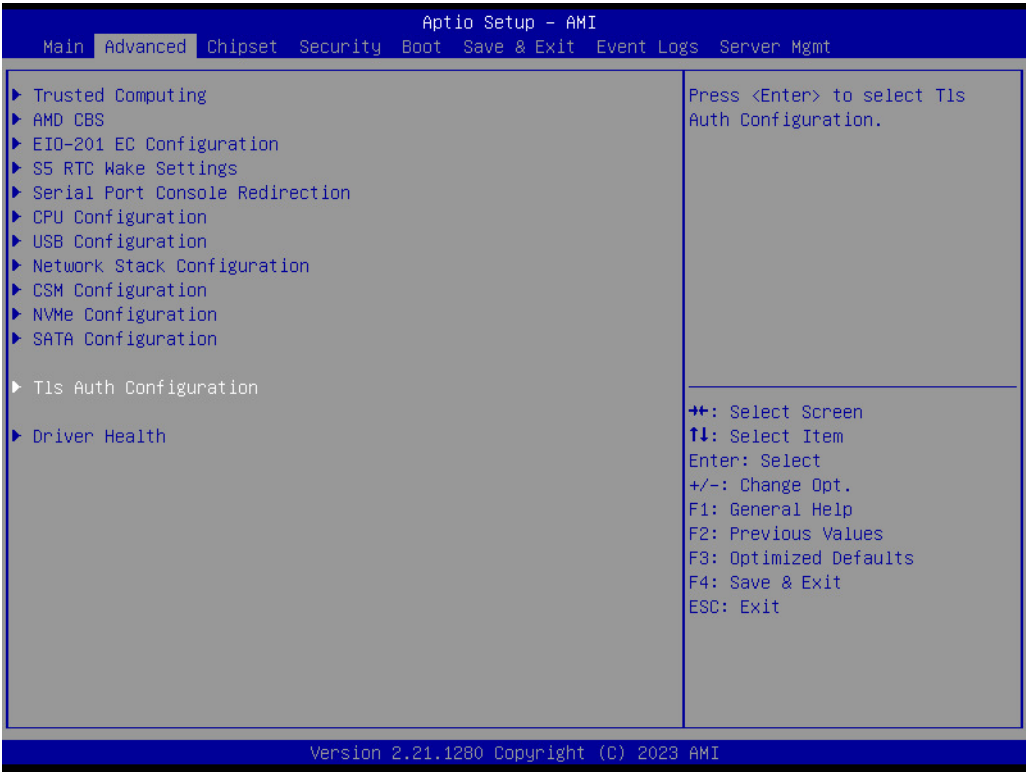 Aptio Setup – AMI
Main Advanced Chipset Security Boot Save & Exit Event Logs Server Mgmt
Trusted Computing
AMD CBS
EIO-201 EC Configuration
S5 RTC Wake Settings
Serial Port Console Redirection
CPU Configuration
USB Configuration
Network Stack Configuration
CSM Configuration
NVMe Configuration
SATA Configuration
Tls Auth Configuration
Driver Health
Press <Enter> to select Tls
Auth Configuration.
→←: Select Screen
↑↓: Select Item
Enter: Select
+/-: Change Opt.
F1: General Help
F2: Previous Values
F3: Optimized Defaults
F4: Save & Exit
ESC: Exit
Version 2.21.1280 Copyright (C) 2023 AMI